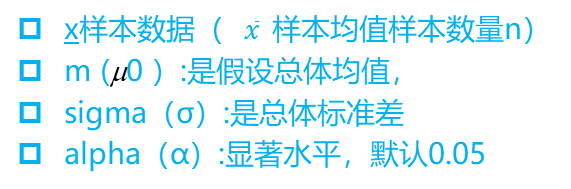 x样本数据（ x̄ 样本均值样本数量n）
m (μ0 ）:是假设总体均值，
sigma（σ）:是总体标准差
alpha（α）:显著水平，默认0.05